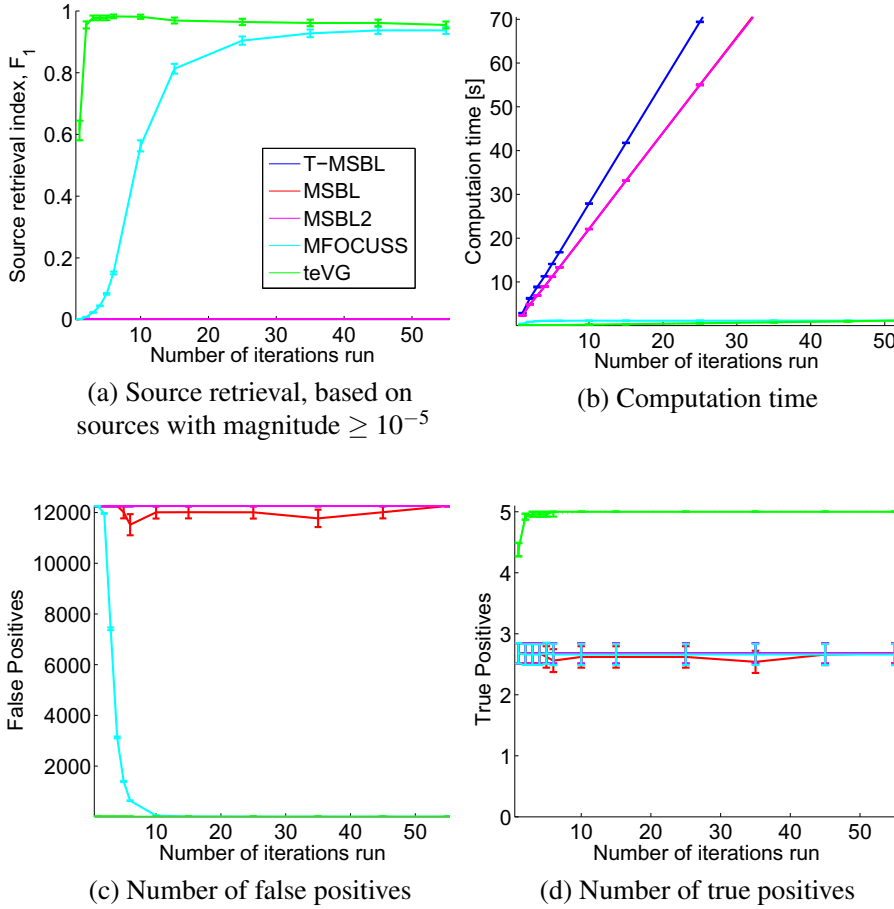 Source retrieval index, F1
1
0.8
0.6
0.4
0.2
0
10
20
30
40
50
Number of iterations run
T-MSBL
MSBL
MSBL2
MFOCUSS
teVG
(a) Source retrieval, based on
sources with magnitude ≥ 10−5
Computaion time [s]
70
60
50
40
30
20
10
10
20
30
40
50
Number of iterations run
(b) Computation time
False Positives
12000
10000
8000
6000
4000
2000
10
20
30
40
50
Number of iterations run
(c) Number of false positives
True Positives
5
4
3
2
1
0
10
20
30
40
50
Number of iterations run
(d) Number of true positives